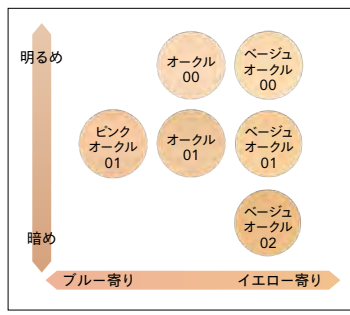 明るめ
オークル
00
ベージュ
オークル
00
ピンク
オークル
01
オークル
01
ベージュ
オークル
01
ベージュ
オークル
02
暗め
ブルー寄り
イエロー寄り